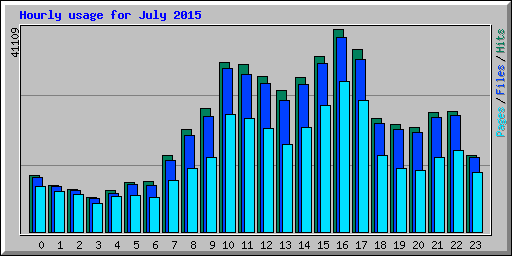 Hourly usage for July 2015
41109
Pages/Files/Hits
0 1 2 3 4 5 6 7 8 9 10 11 12 13 14 15 16 17 18 19 20 21 22 23